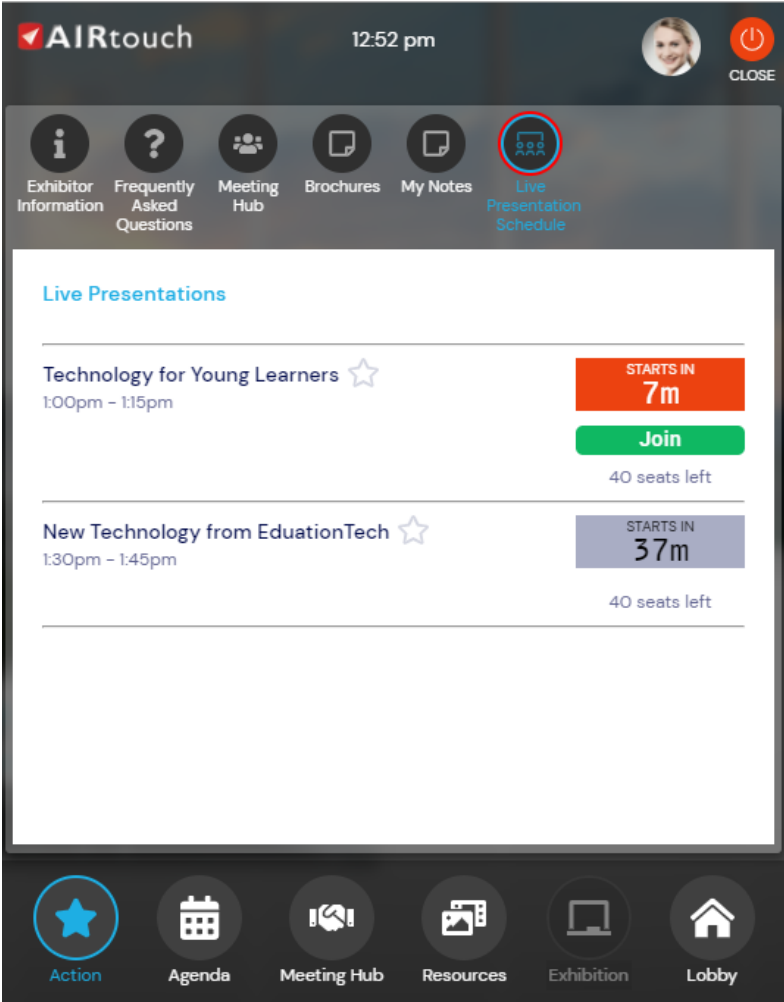 AIRtouch
12:52 pm
CLOSE
Exhibitor
Information
Frequently
Asked
Questions
Meeting
Hub
Brochures
My Notes
Live
Presentation
Schedule
Live Presentations
Technology for Young Learners
1:00pm - 1:15pm
STARTS IN
7m
Join
40 seats left
New Technology from EduationTech
1:30pm - 1:45pm
STARTS IN
37m
40 seats left
Action
Agenda
Meeting Hub
Resources
Exhibition
Lobby